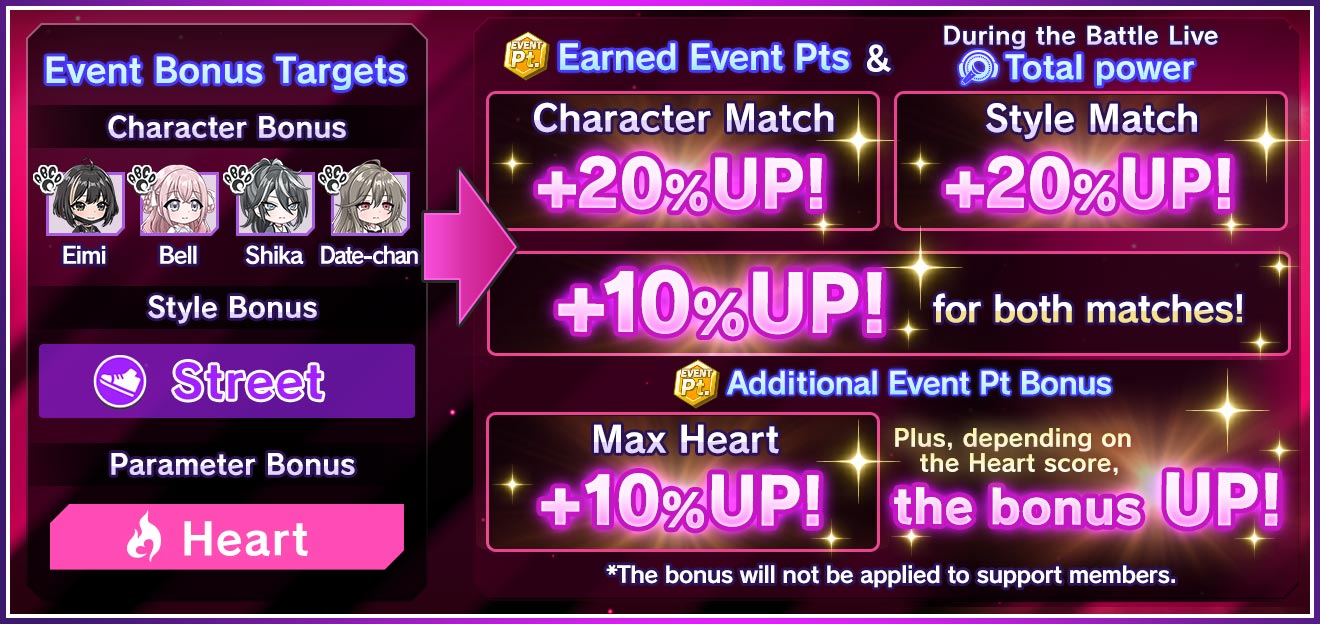 Event Bonus Targets
Character Bonus
Eimi
Bell
Shika
Date-chan
Style Bonus
Street
Parameter Bonus
Heart
EVENT
Pt.
Earned Event Pts &
During the Battle Live
Total power
Character Match
+20%UP!
Style Match
+20%UP!
+10%UP!
for both matches!
EVENT
Pt.
Additional Event Pt Bonus
Max Heart
+10%UP!
Plus, depending on
the Heart score,
the bonus UP!
*The bonus will not be applied to support members.